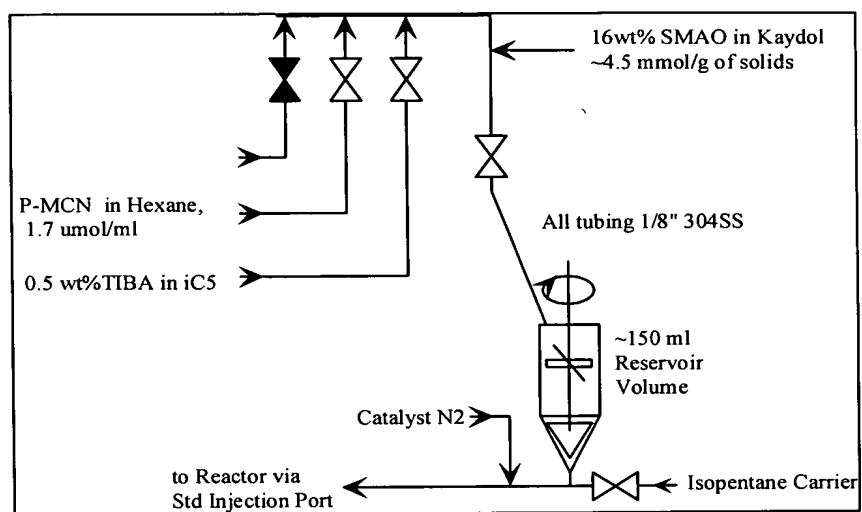 16wt% SMAO in Kaydol
~4.5 mmol/g of solids
P-MCN in Hexane,
1.7 umol/ml
All tubing 1/8" 304SS
0.5 wt%TIBA in iC5
~150 ml
Reservoir
Volume
Catalyst N2
to Reactor via
Std Injection Port
Isopentane Carrier